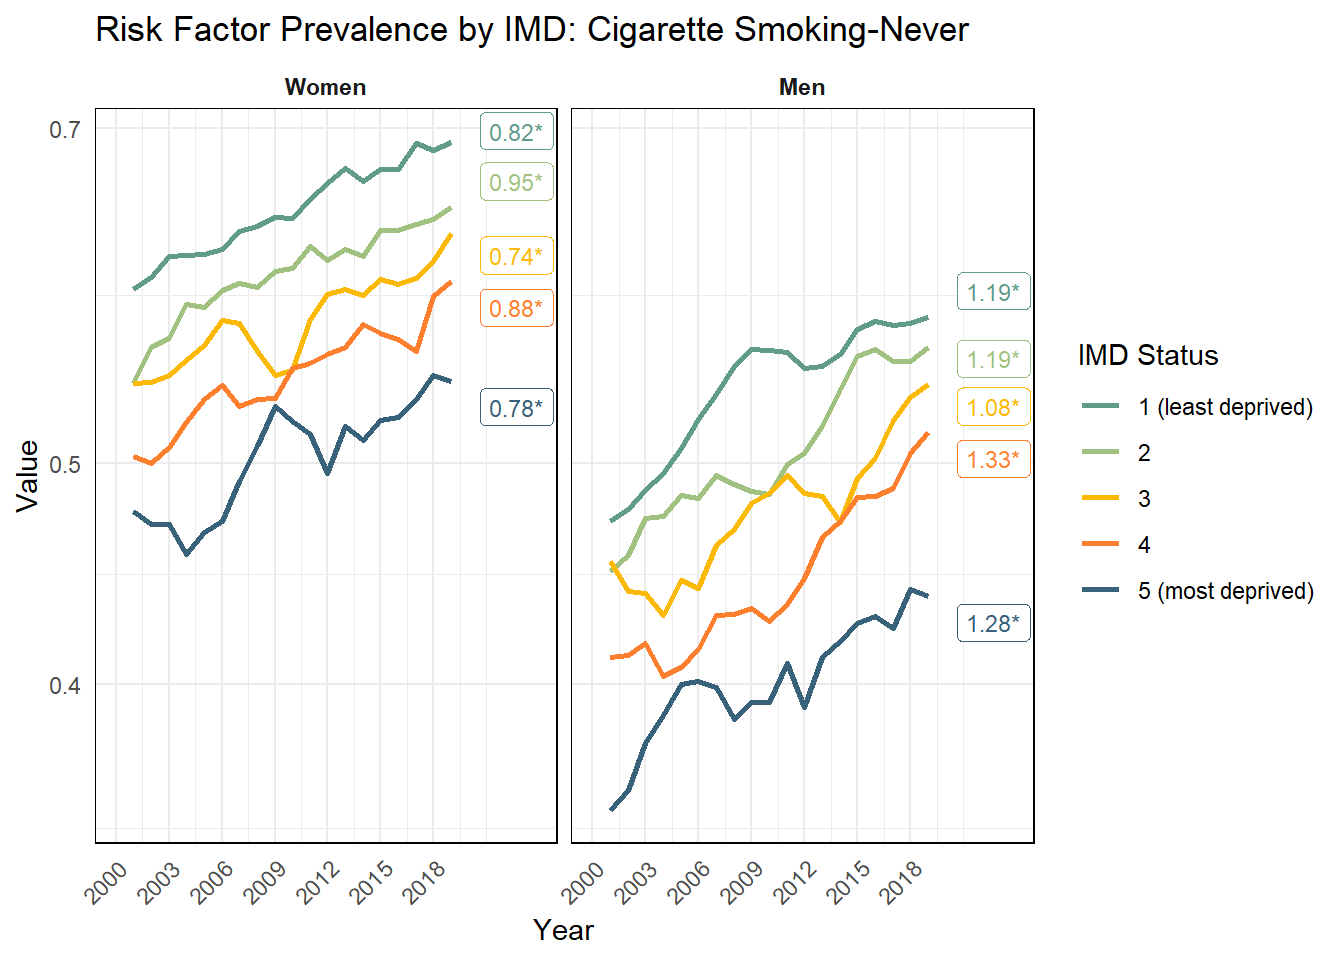 Risk Factor Prevalence by IMD: Cigarette Smoking-Never
Women
Men
Value
0.7
0.5
0.4
0.82*
0.95*
0.74*
0.88*
0.78*
1.19*
1.19*
1.08*
1.33*
1.28*
2000 2003 2006 2009 2012 2015 2018
2000 2003 2006 2009 2012 2015 2018
Year
IMD Status
1 (least deprived)
2
3
4
5 (most deprived)